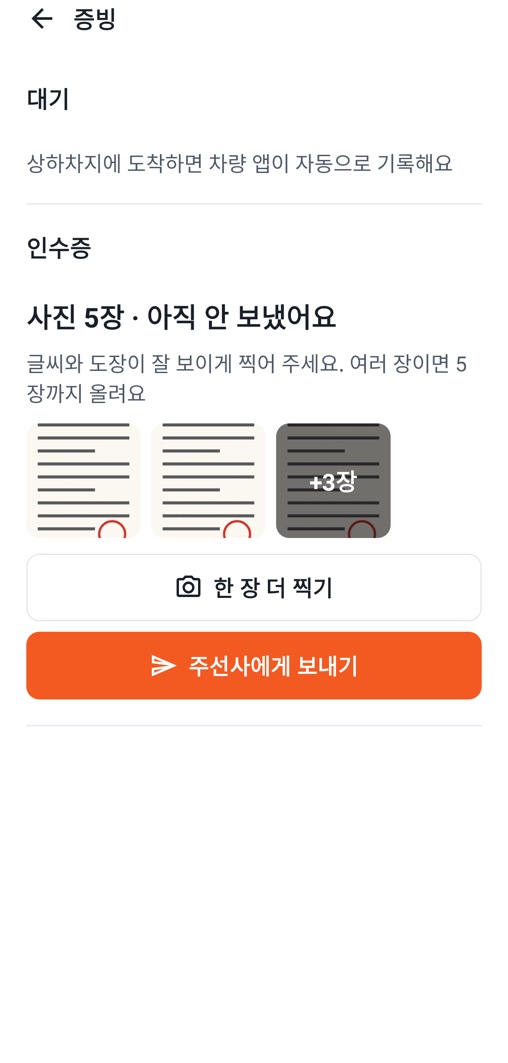 증빙
대기
상하차지에 도착하면 차량 앱이 자동으로 기록해요
인수증
사진 5장 · 아직 안 보냈어요
글씨와 도장이 잘 보이게 찍어 주세요. 여러 장이면 5
장까지 올려요
+3장
한 장 더 찍기
주선사에게 보내기